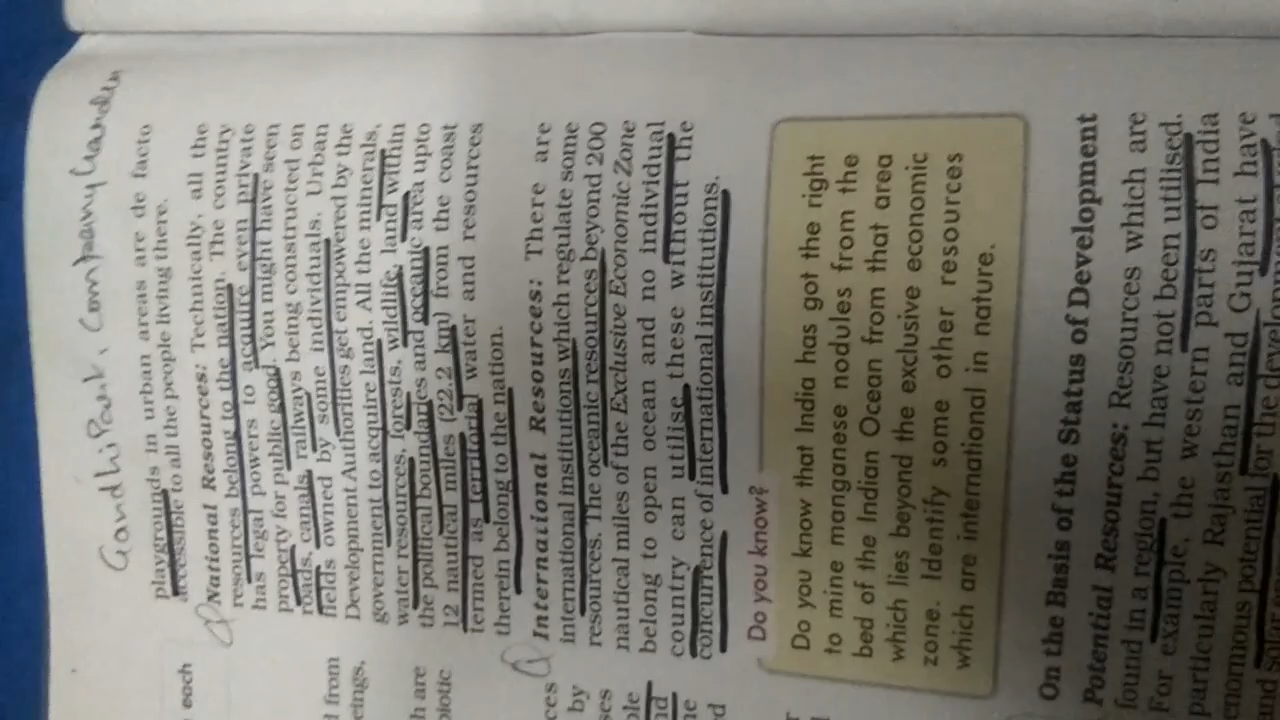 Gandhi Park, Company Garden
playgrounds in urban areas are de facto
accessible to all the people living there.
National Resources: Technically, all the
resources belong to the nation. The country
has legal powers to acquire even private
property for public good. You might have seen
roads, canals, railways being constructed on
fields owned by some individuals. Urban
Development Authorities get empowered by the
government to acquire land. All the minerals,
water resources, forests, wildlife, land within
the political boundaries and oceanic area upto
12 nautical miles (22.2 km) from the coast
termed as territorial water and resources
therein belong to the nation.
International Resources: There are
international institutions which regulate some
resources. The oceanic resources beyond 200
nautical miles of the Exclusive Economic Zone
belong to open ocean and no individual
country can utilise these without the
concurrence of international institutions.
Do you know?
Do you know that India has got the right
to mine manganese nodules from the
bed of the Indian Ocean from that area
which lies beyond the exclusive economic
zone. Identify some other resources
which are international in nature.
On the Basis of the Status of Development
Potential Resources: Resources which are
found in a region, but have not been utilised.
For example, the western parts of India
particularly Rajasthan and Gujarat have
enormous potential for the
each
from
are
by